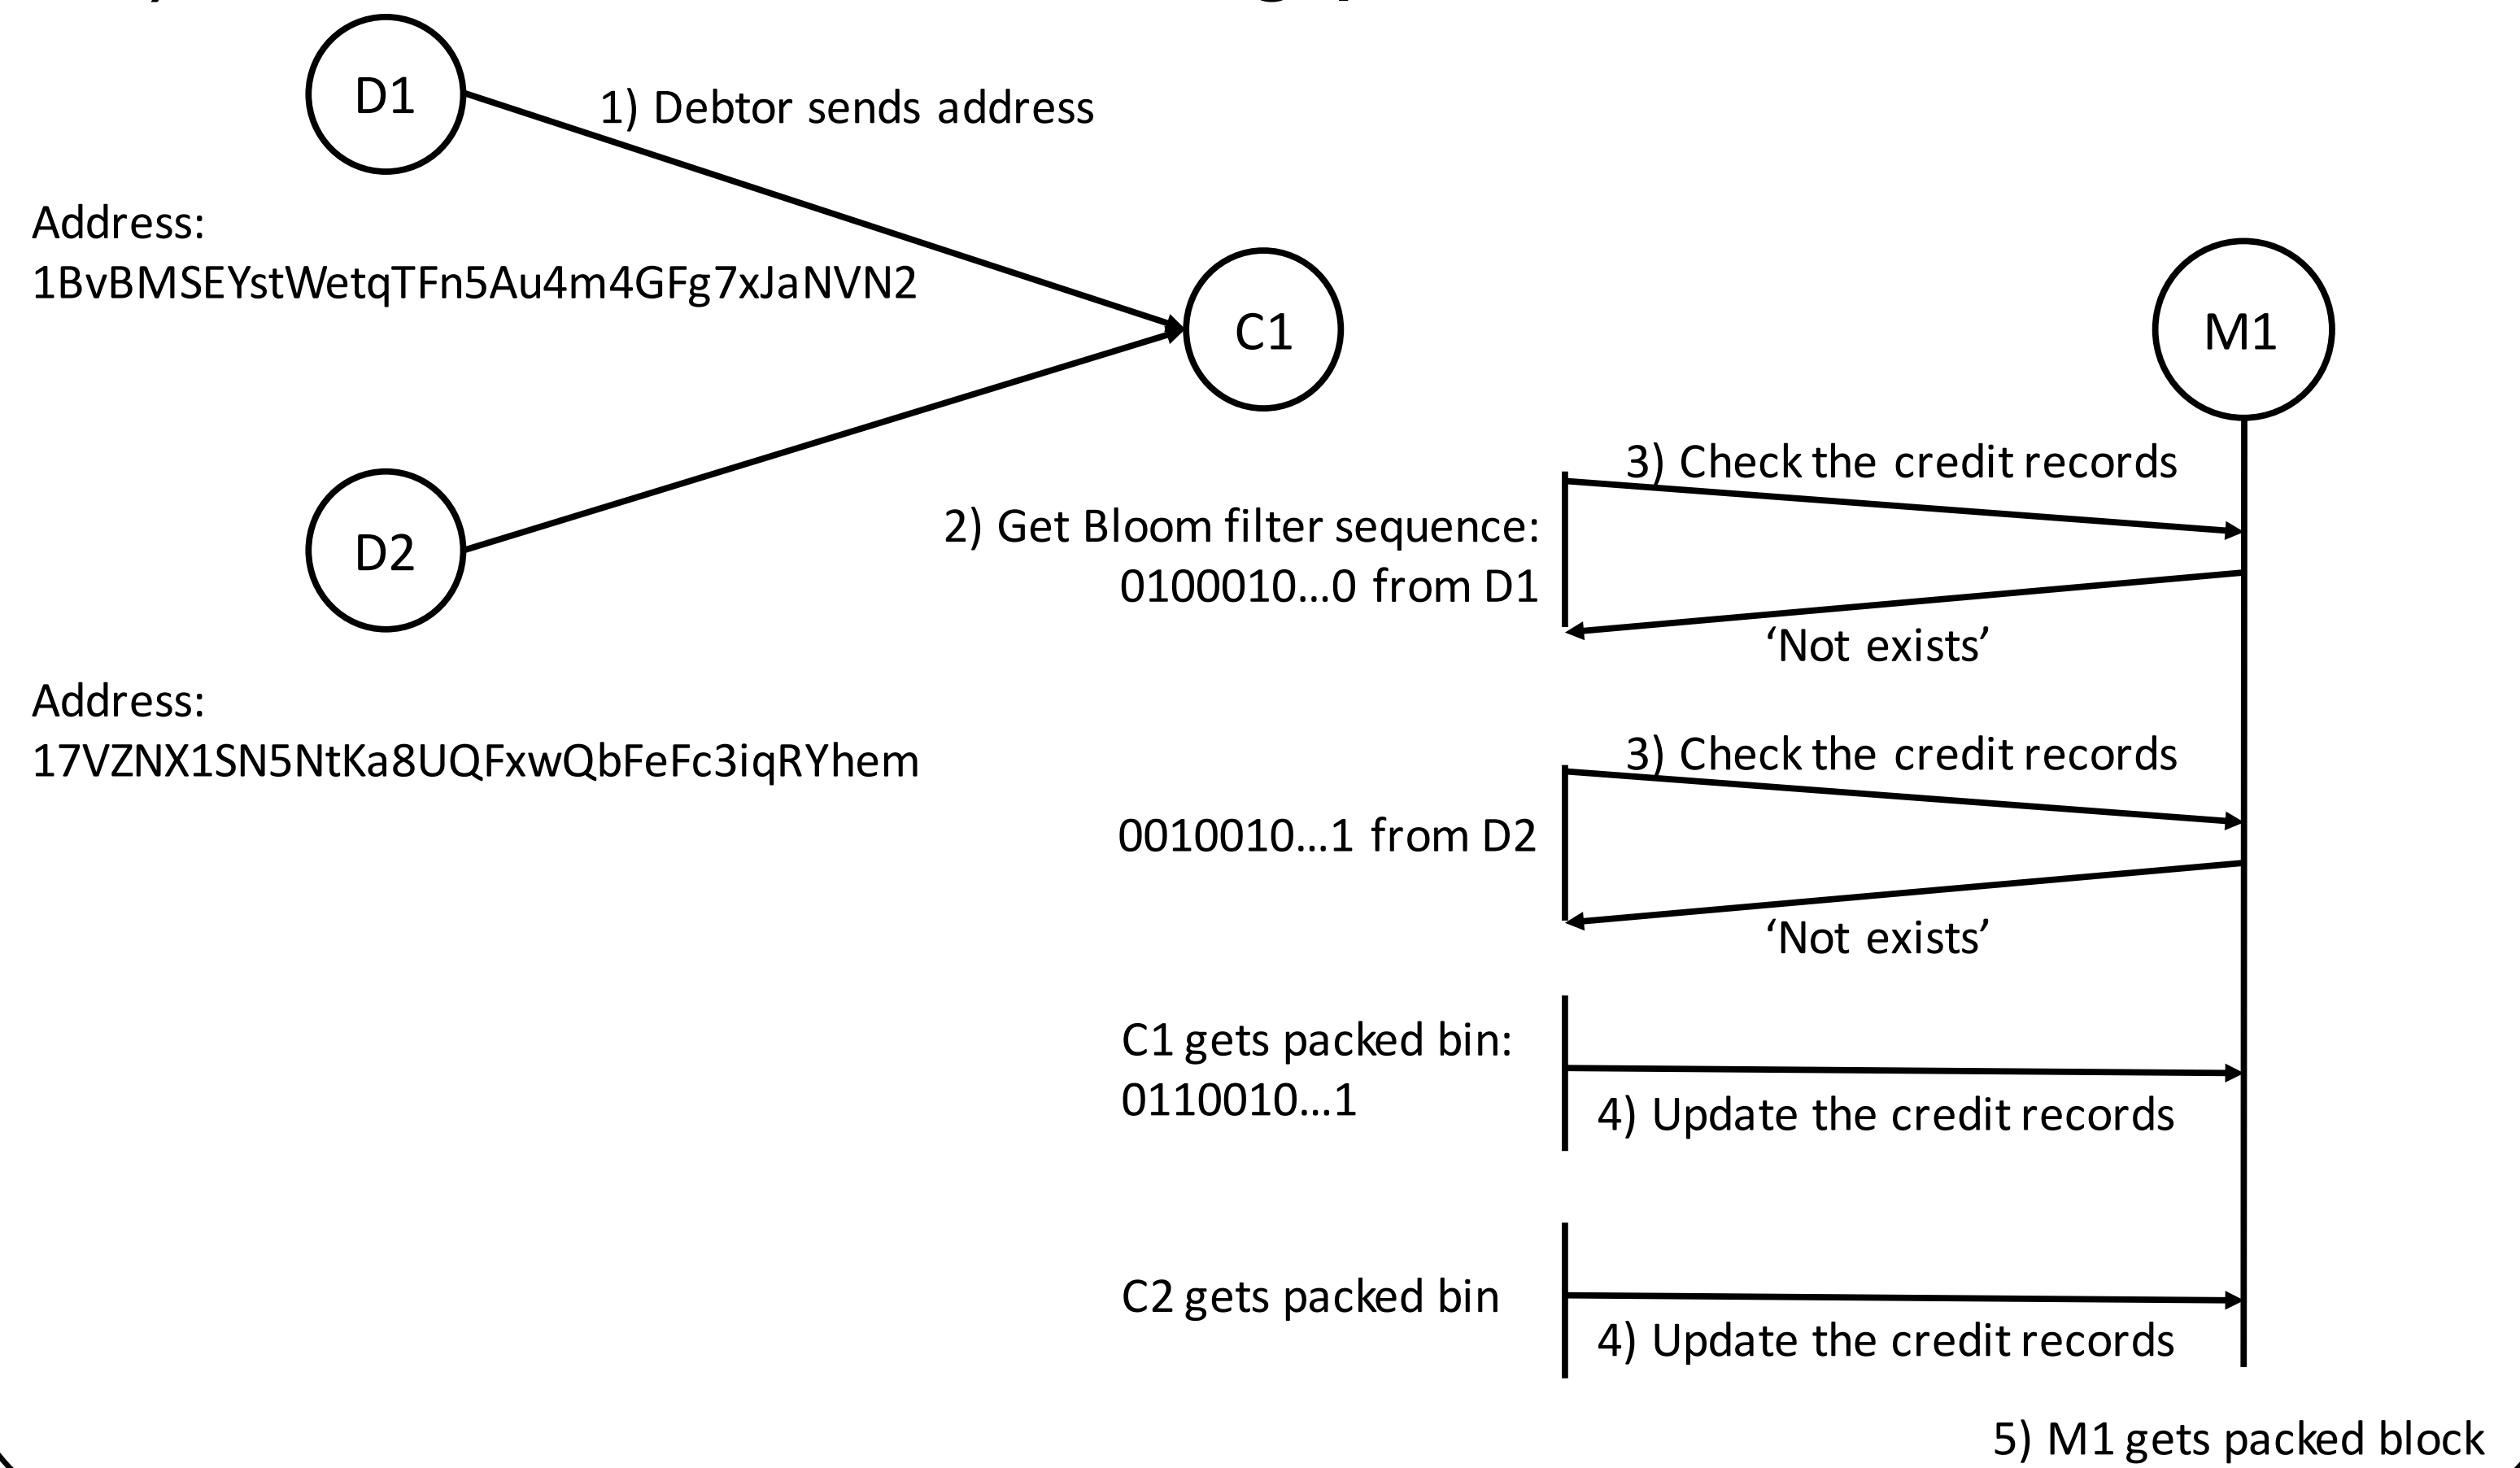 D1
1) Debtor sends address
Address:
1BvBMSEYstWetqTFn5Au4m4GFg7xJaNVN2
C1
M1
D2
3) Check the credit records
2) Get Bloom filter sequence:
0100010...0 from D1
‘Not exists’
Address:
17VZNX1SN5NtKa8UQFxwQbFeFc3iqRYhem
3) Check the credit records
0010010...1 from D2
‘Not exists’
C1 gets packed bin:
0110010...1
4) Update the credit records
C2 gets packed bin
4) Update the credit records
5) M1 gets packed block